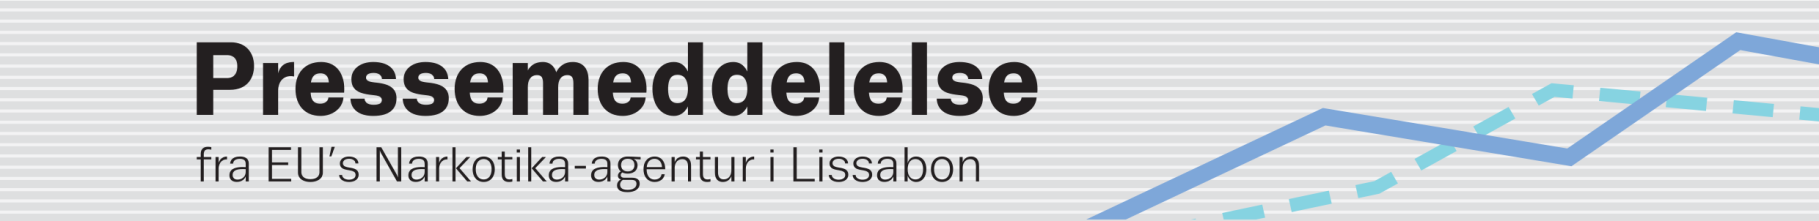 Pressemeddelelse
fra EU’s Narkotika-agentur i Lissabon